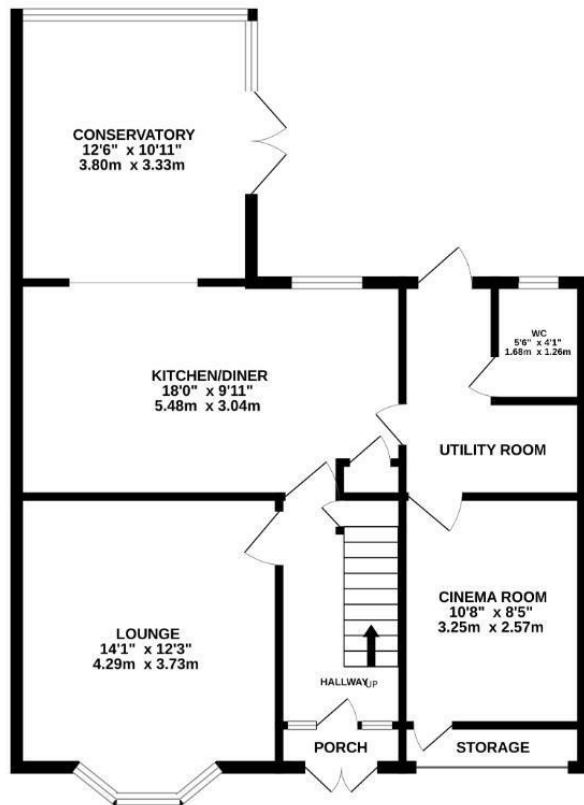 CONSERVATORY
12'6" x 10'11"
3.80m x 3.33m
WC
5'6" x 4'1"
1.68m x 1.26m
KITCHEN/DINER
18'0" x 9'11"
5.48m x 3.04m
UTILITY ROOM
LOUNGE
14'1" x 12'3"
4.29m x 3.73m
CINEMA ROOM
10'8" x 8'5"
3.25m x 2.57m
HALLWAY
UP
PORCH
STORAGE